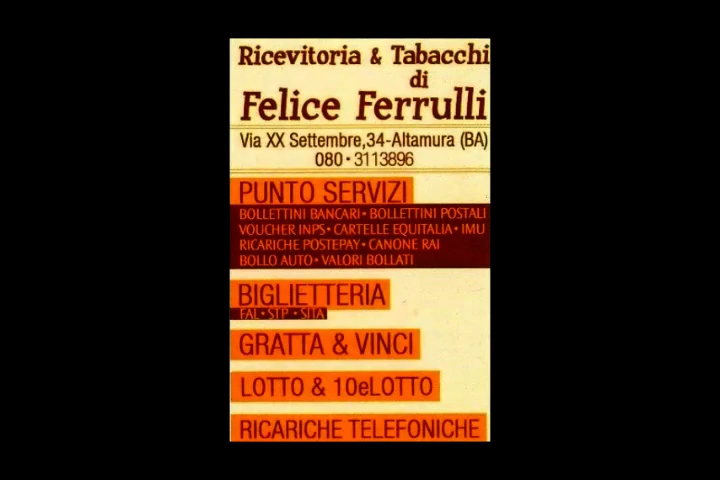 Ricevitoria & Tabacchi
di
Felice Ferrulli
Via XX Settembre,34-Altamura (BA)
080·3113896
PUNTO SERVIZI
BOLLETTINI BANCARI• BOLLETTINI POSTALI
VOUCHER INPS• CARTELLE EQUITALIA• IMU
RICARICHE POSTEPAY• CANONE RAI
BOLLO AUTO• VALORI BOLLATI
BIGLIETTERIA
FAL• STP • SITA
GRATTA & VINCI
LOTTO & 10eLOTTO
RICARICHE TELEFONICHE